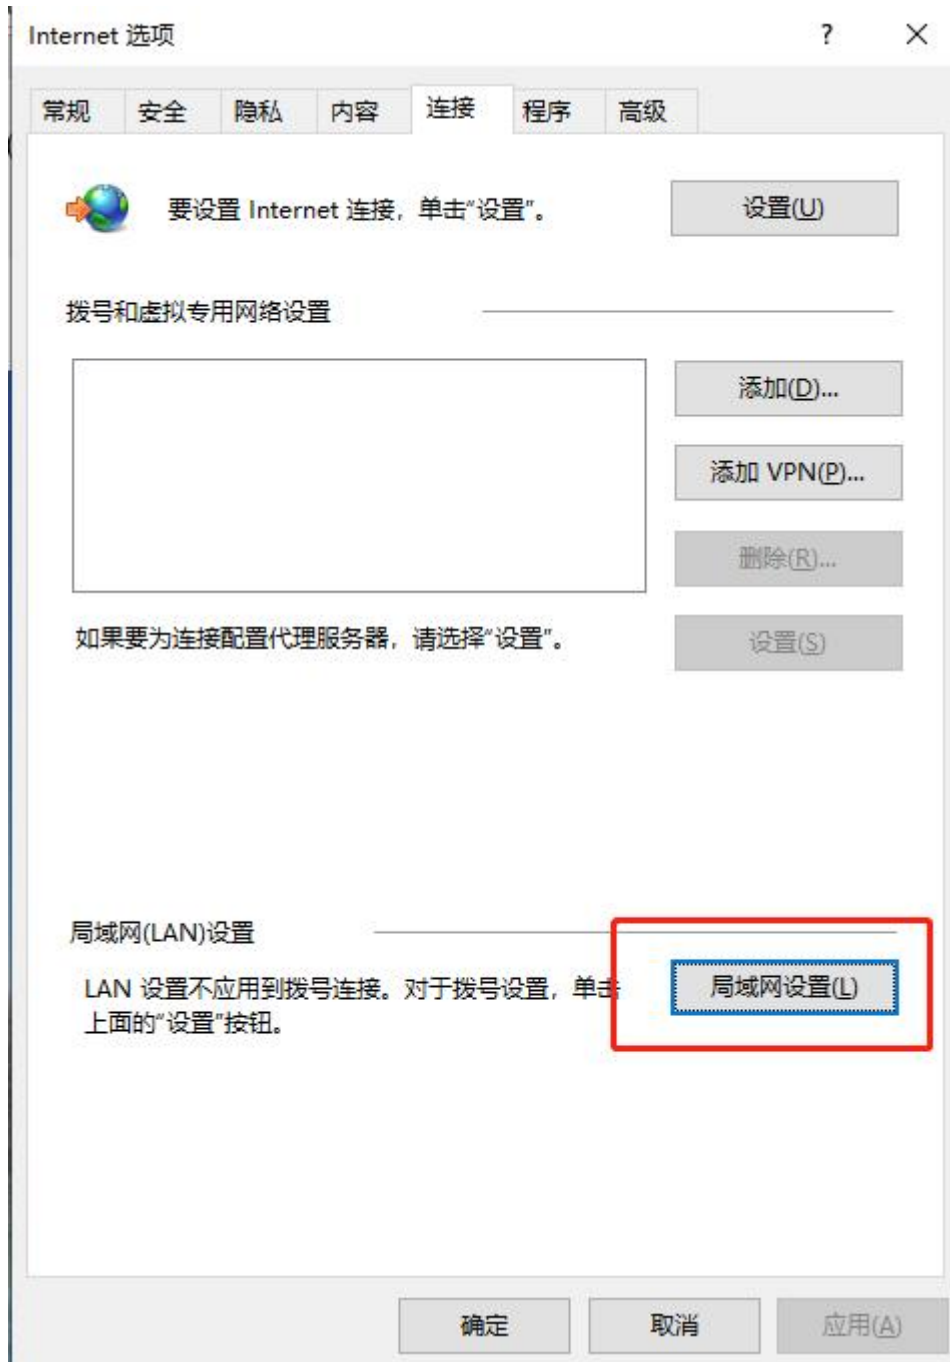 Internet 选项
?
常规 安全 隐私 内容 连接 程序 高级
要设置 Internet 连接，单击“设置”。
设置(U)
拨号和虚拟专用网络设置
添加(D)...
添加 VPN(P)...
删除(R)...
如果要为连接配置代理服务器，请选择“设置”。
设置(S)
局域网(LAN)设置
LAN 设置不应用到拨号连接。对于拨号设置，单击
上面的“设置”按钮。
局域网设置(L)
确定 取消 应用(A)